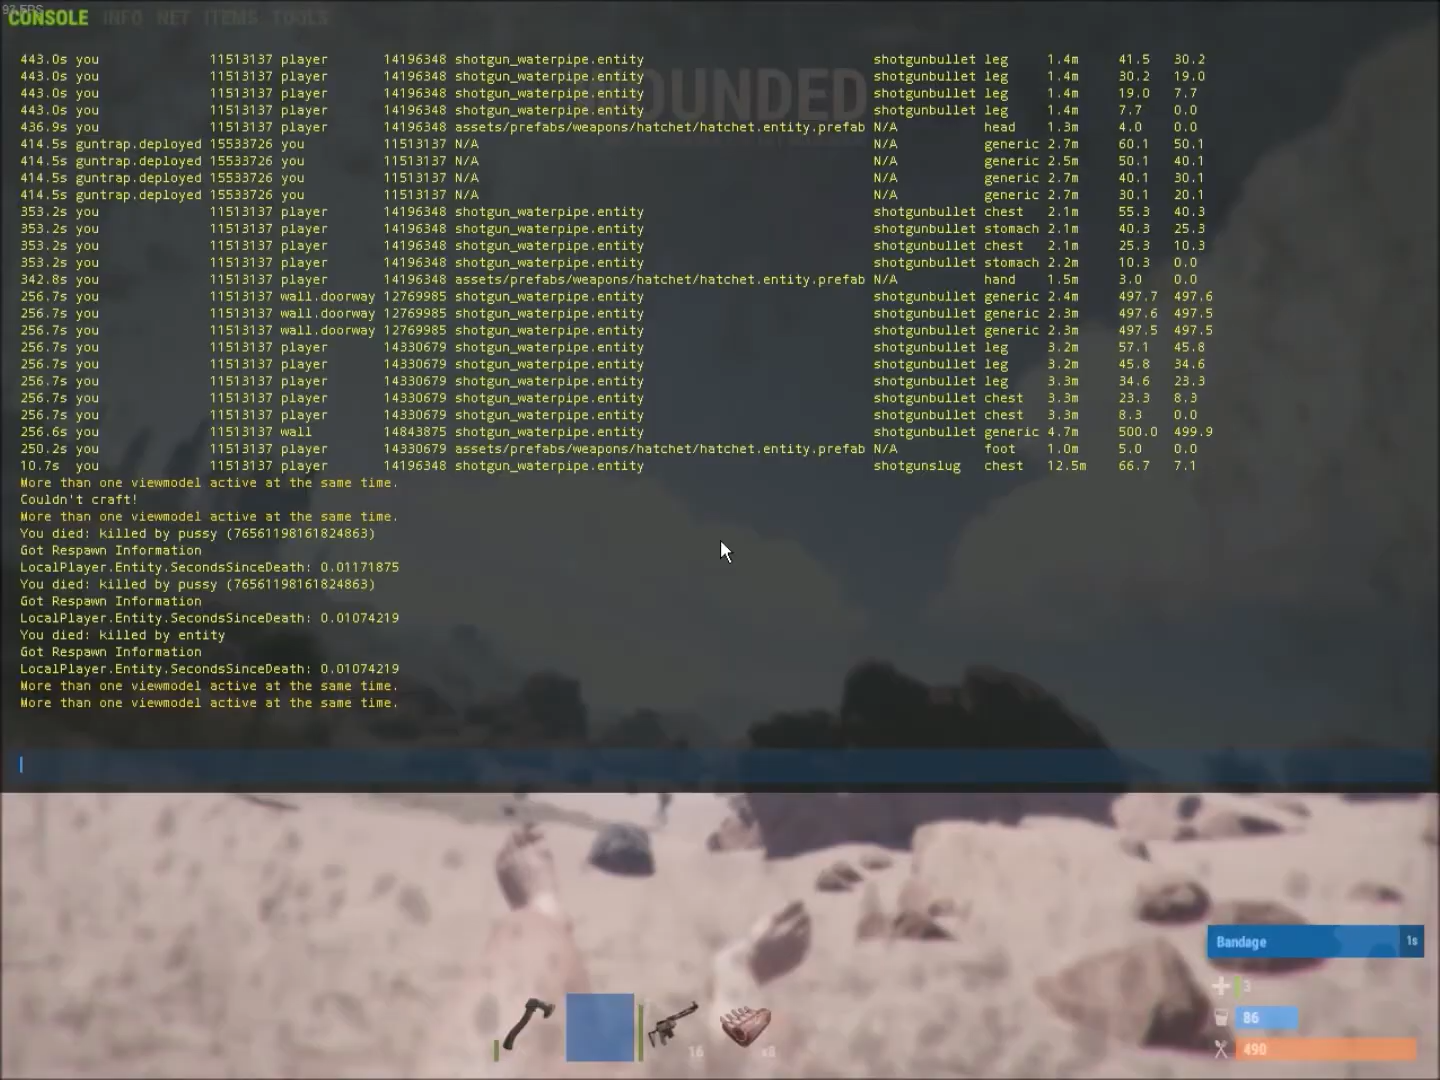 93 FPS
CONSOLE INFO NET ITEMS TOOLS
WOUNDED
443.0s you 11513137 player 14196348 shotgun_waterpipe.entity shotgunbullet leg 1.4m 41.5 30.2
443.0s you 11513137 player 14196348 shotgun_waterpipe.entity shotgunbullet leg 1.4m 30.2 19.0
443.0s you 11513137 player 14196348 shotgun_waterpipe.entity shotgunbullet leg 1.4m 19.0 7.7
443.0s you 11513137 player 14196348 shotgun_waterpipe.entity shotgunbullet leg 1.4m 7.7 0.0
436.9s you 11513137 player 14196348 assets/prefabs/weapons/hatchet/hatchet.entity.prefab N/A head 1.3m 4.0 0.0
414.5s guntrap.deployed 15533726 you 11513137 N/A N/A generic 2.7m 60.1 50.1
414.5s guntrap.deployed 15533726 you 11513137 N/A N/A generic 2.5m 50.1 40.1
414.5s guntrap.deployed 15533726 you 11513137 N/A N/A generic 2.7m 40.1 30.1
414.5s guntrap.deployed 15533726 you 11513137 N/A N/A generic 2.7m 30.1 20.1
353.2s you 11513137 player 14196348 shotgun_waterpipe.entity shotgunbullet chest 2.1m 55.3 40.3
353.2s you 11513137 player 14196348 shotgun_waterpipe.entity shotgunbullet stomach 2.1m 40.3 25.3
353.2s you 11513137 player 14196348 shotgun_waterpipe.entity shotgunbullet chest 2.1m 25.3 10.3
353.2s you 11513137 player 14196348 shotgun_waterpipe.entity shotgunbullet stomach 2.2m 10.3 0.0
342.8s you 11513137 player 14196348 assets/prefabs/weapons/hatchet/hatchet.entity.prefab N/A hand 1.5m 3.0 0.0
256.7s you 11513137 wall.doorway 12769985 shotgun_waterpipe.entity shotgunbullet generic 2.4m 497.7 497.6
256.7s you 11513137 wall.doorway 12769985 shotgun_waterpipe.entity shotgunbullet generic 2.3m 497.6 497.5
256.7s you 11513137 wall.doorway 12769985 shotgun_waterpipe.entity shotgunbullet generic 2.3m 497.5 497.5
256.7s you 11513137 player 14330679 shotgun_waterpipe.entity shotgunbullet leg 3.2m 57.1 45.8
256.7s you 11513137 player 14330679 shotgun_waterpipe.entity shotgunbullet leg 3.2m 45.8 34.6
256.7s you 11513137 player 14330679 shotgun_waterpipe.entity shotgunbullet leg 3.3m 34.6 23.3
256.7s you 11513137 player 14330679 shotgun_waterpipe.entity shotgunbullet chest 3.3m 23.3 8.3
256.7s you 11513137 player 14330679 shotgun_waterpipe.entity shotgunbullet chest 3.3m 8.3 0.0
256.6s you 11513137 wall 14843875 shotgun_waterpipe.entity shotgunbullet generic 4.7m 500.0 499.9
250.2s you 11513137 player 14330679 assets/prefabs/weapons/hatchet/hatchet.entity.prefab N/A foot 1.0m 5.0 0.0
10.7s you 11513137 player 14196348 shotgun_waterpipe.entity shotgunslug chest 12.5m 66.7 7.1
More than one viewmodel active at the same time.
Couldn't craft!
More than one viewmodel active at the same time.
You died: killed by pussy (76561198161824863)
Got Respawn Information
LocalPlayer.Entity.SecondsSinceDeath: 0.01171875
You died: killed by pussy (76561198161824863)
Got Respawn Information
LocalPlayer.Entity.SecondsSinceDeath: 0.01074219
You died: killed by entity
Got Respawn Information
LocalPlayer.Entity.SecondsSinceDeath: 0.01074219
More than one viewmodel active at the same time.
More than one viewmodel active at the same time.
Bandage 1s
3
86
490
16 x8